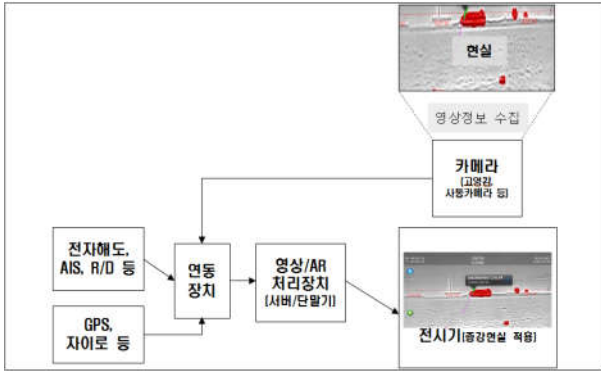 현실
영상정보 수집
카메라
[고영감,
사동카메라 등]
전자해도,
AIS, R/D 등
연동
장치
영상/AR
처리장치
[서버/단말기]
GPS,
자이로 등
전시기[증강현실 적용]